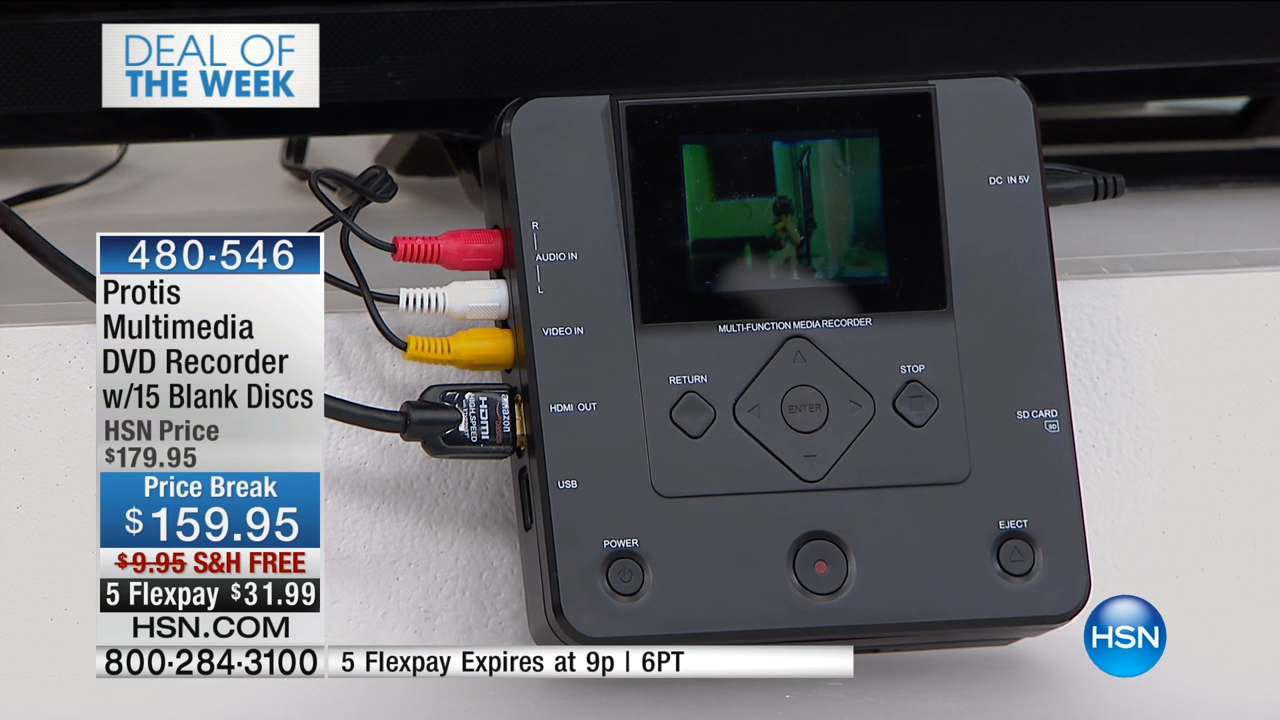 DEAL OF
THE WEEK
480-546
Protis
Multimedia
DVD Recorder
w/15 Blank Discs
HSN Price
$179.95
Price Break
$159.95
$9.95 S&H FREE
5 Flexpay $31.99
HSN.COM
800-284-3100
5 Flexpay Expires at 9p | 6PT
HSN
R
AUDIO IN
L
VIDEO IN
HDMI OUT
USB
POWER
MULTI-FUNCTION MEDIA RECORDER
RETURN
ENTER
STOP
DC IN 5V
SD CARD
SD
EJECT
amazon
HDMI
HIGH SPEED